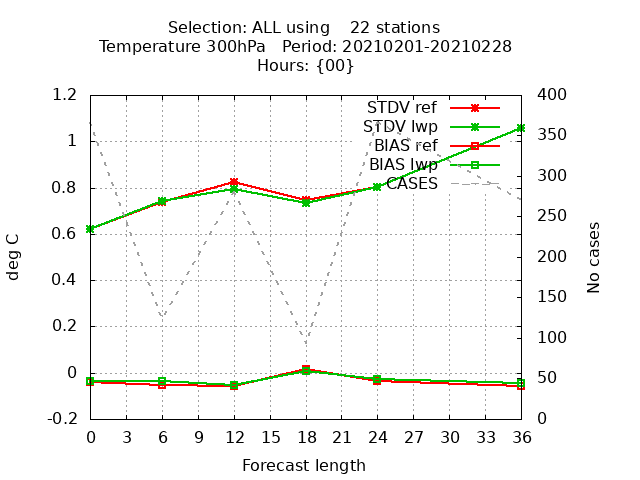 Selection: ALL using    22 stations
Temperature 300hPa   Period: 20210201-20210228
Hours: {00}
1.2
1
0.8
0.6
0.4
0.2
0
-0.2
deg C
STDV ref
STDV lwp
BIAS ref
BIAS lwp
CASES
400
350
300
250
200
150
100
50
0
No cases
0 3 6 9 12 15 18 21 24 27 30 33 36
Forecast length